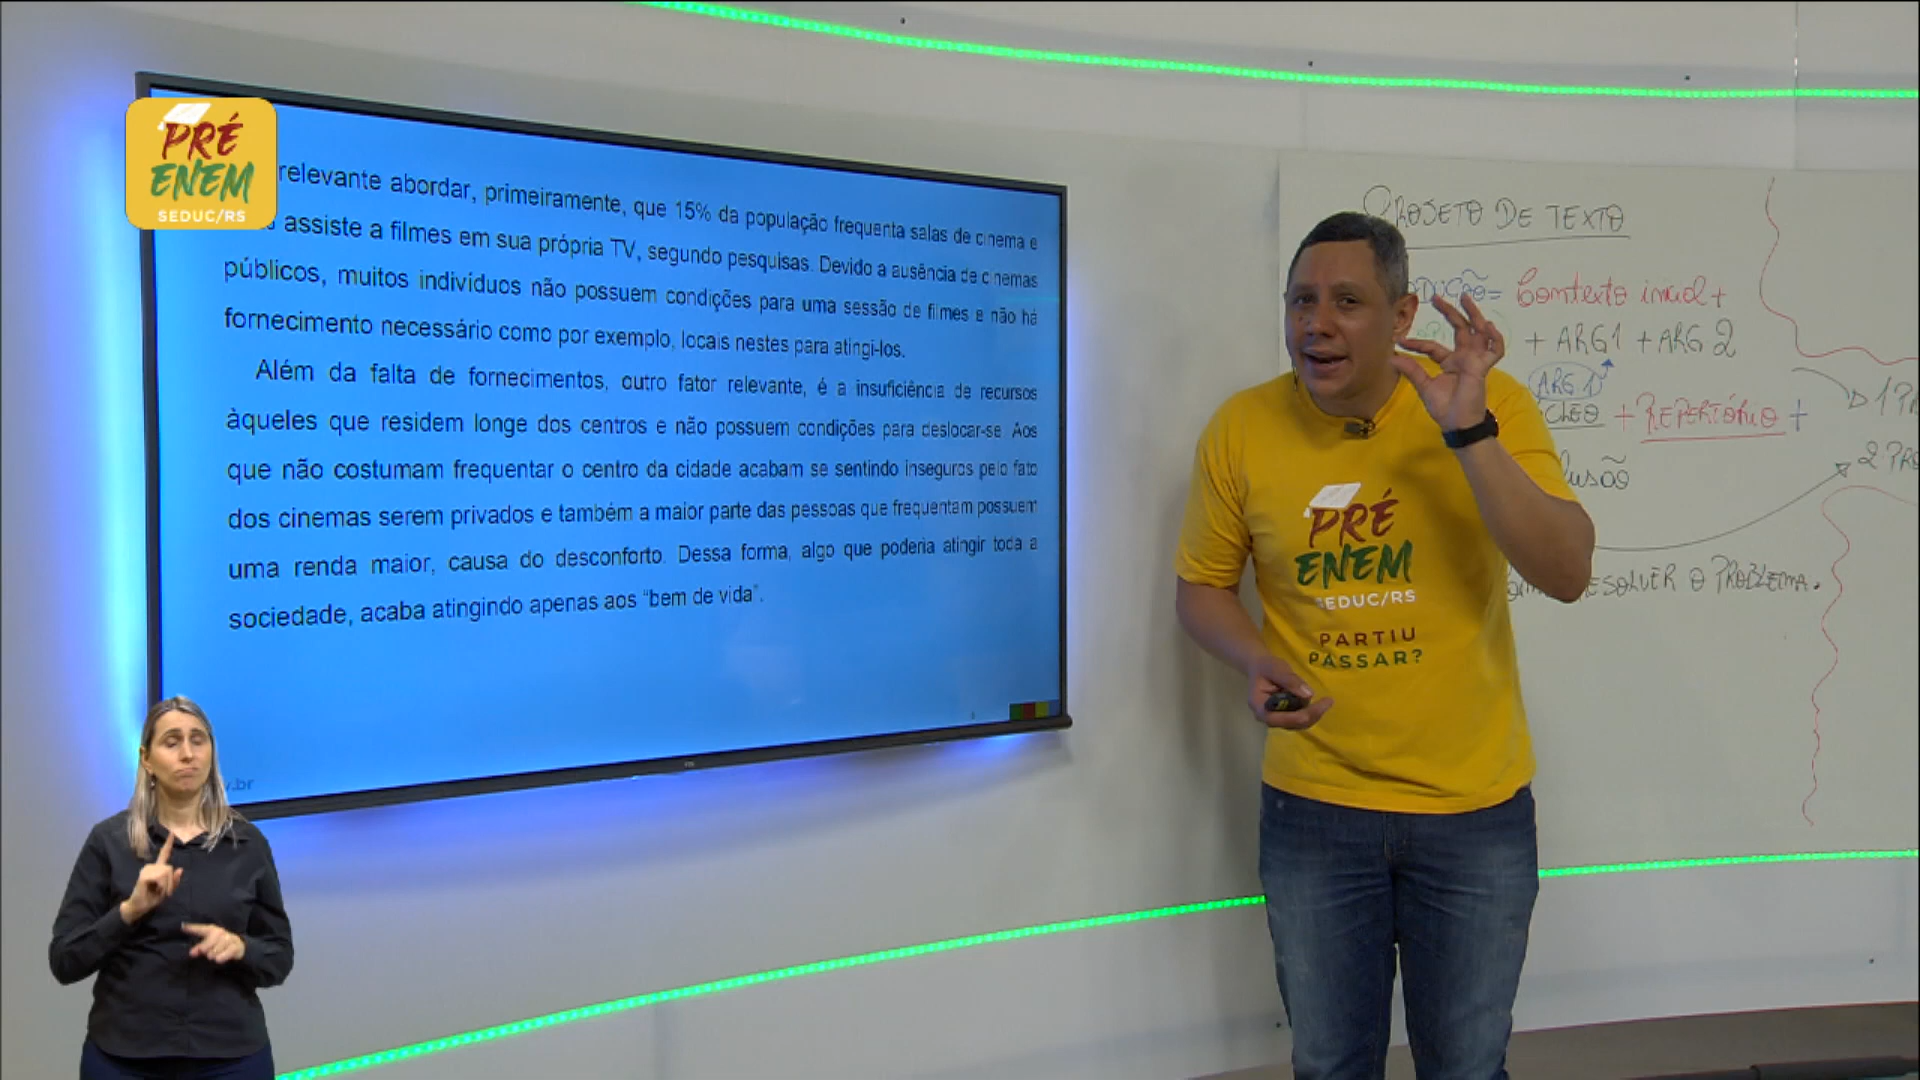 PRÉ
ENEM
SEDUC/RS
relevante abordar, primeiramente, que 15% da população frequenta salas de cinema e
assiste a filmes em sua própria TV, segundo pesquisas. Devido a ausência de cinemas
públicos, muitos indivíduos não possuem condições para uma sessão de filmes e não há
fornecimento necessário como por exemplo, locais nestes para atingi-los.
Além da falta de fornecimentos, outro fator relevante, é a insuficiência de recursos
àqueles que residem longe dos centros e não possuem condições para deslocar-se. Aos
que não costumam frequentar o centro da cidade acabam se sentindo inseguros pelo fato
dos cinemas serem privados e também a maior parte das pessoas que frequentam possuem
uma renda maior, causa do desconforto. Dessa forma, algo que poderia atingir toda a
sociedade, acaba atingindo apenas aos “bem de vida”.
.br
PROJETO DE TEXTO
Contexto inicial +
+ ARG 1 + ARG 2
ARG 1
+ REPERTÓRIO +
1 PR
2 PRO
RESOLVER O PROBLEMA.
PRÉ
ENEM
SEDUC/RS
PARTIU
PASSAR?